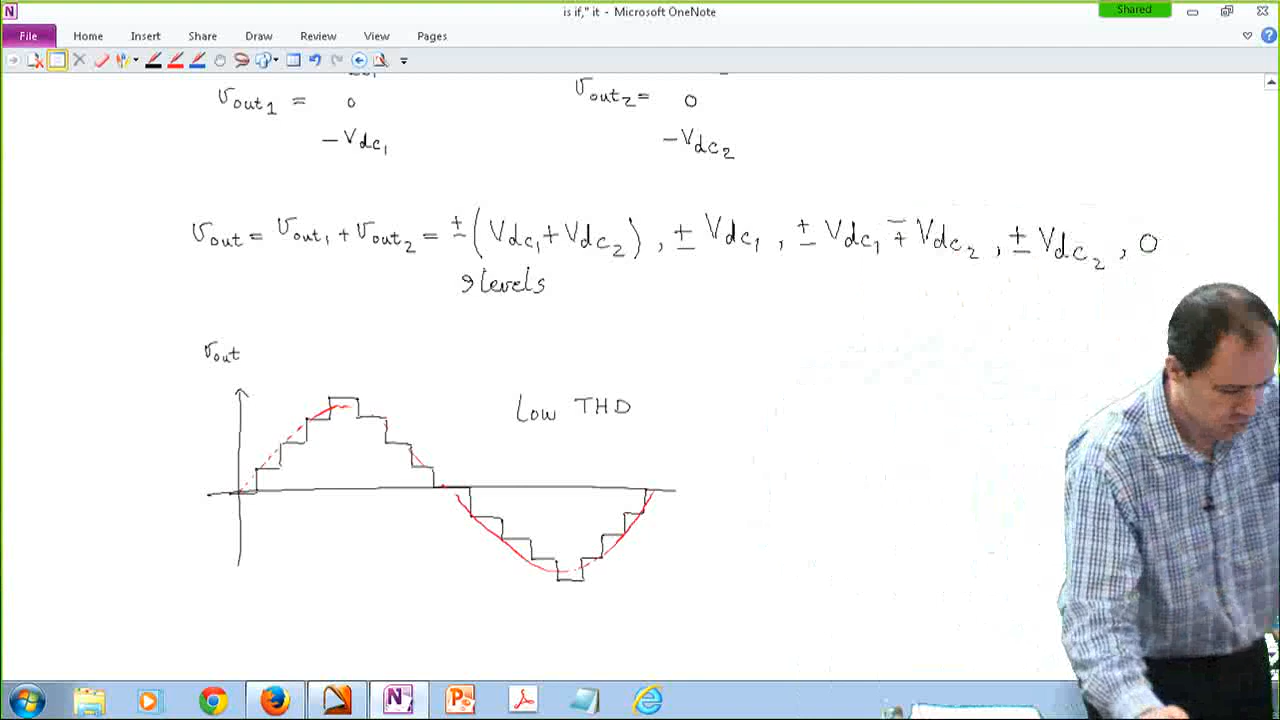 is if," it - Microsoft OneNote
Shared
File Home Insert Share Draw Review View Pages
Vout1 = 0 Vout2 = 0
-Vdc1 -Vdc2
Vout = Vout1 + Vout2 = ±(Vdc1 + Vdc2), ± Vdc1, ± Vdc1 ∓ Vdc2, ± Vdc2, 0
9 levels
Vout
Low THD